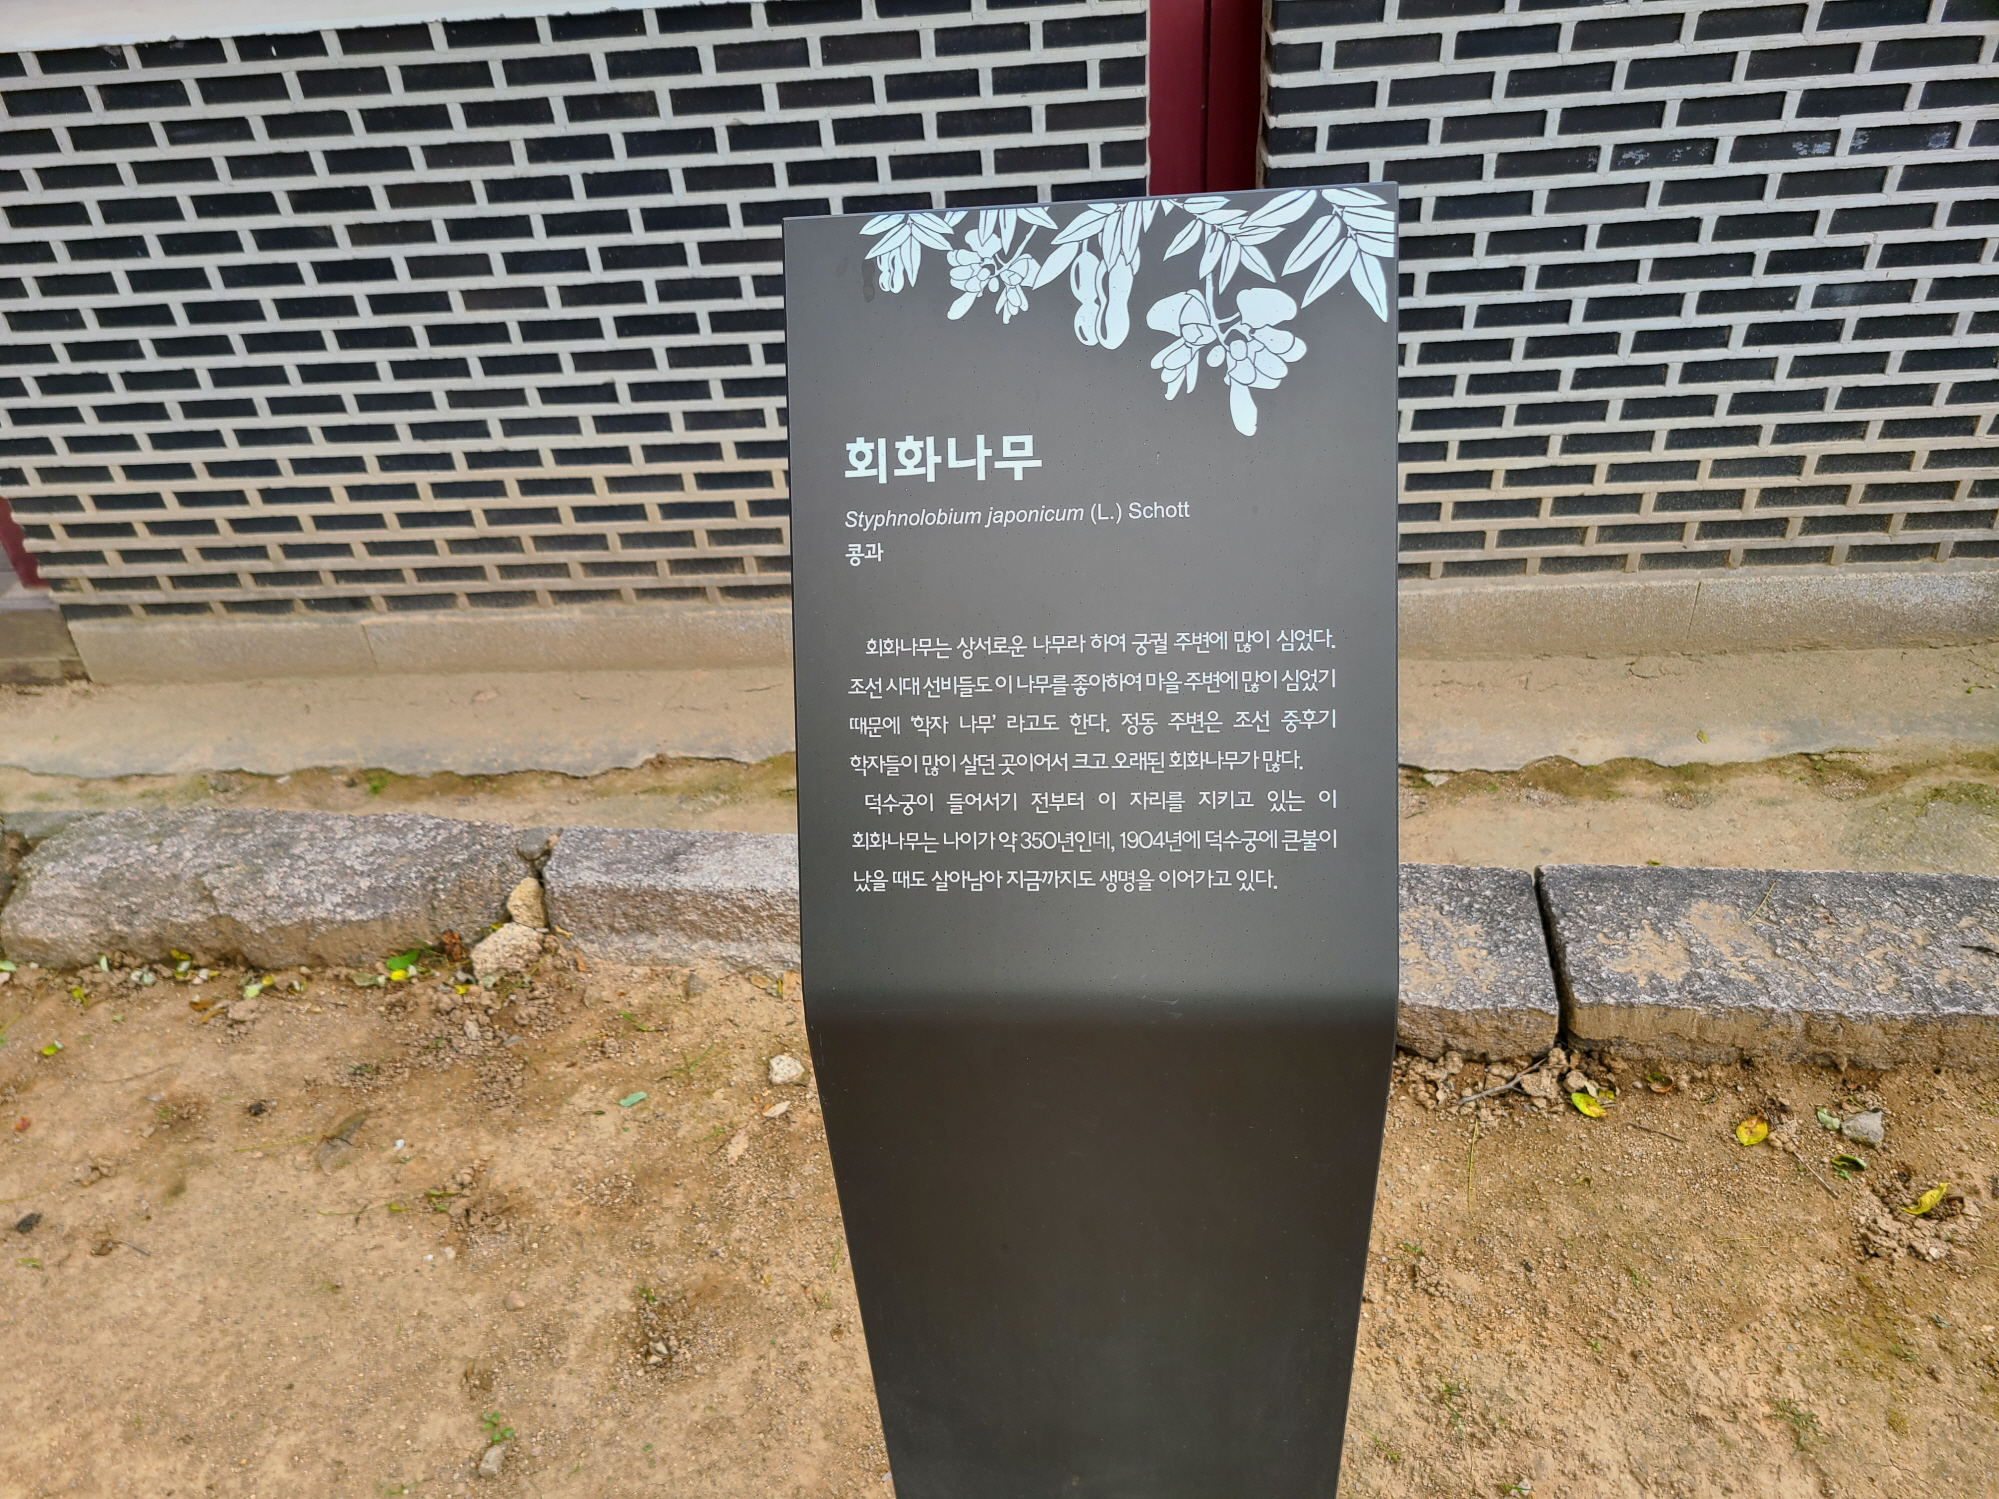 회화나무
Styphnolobium japonicum (L.) Schott
콩과
회화나무는 상서로운 나무라 하여 궁궐 주변에 많이 심었다.
조선 시대 선비들도 이 나무를 좋아하여 마을 주변에 많이 심었기
때문에 '학자 나무' 라고도 한다. 정동 주변은 조선 중후기
학자들이 많이 살던 곳이어서 크고 오래된 회화나무가 많다.
덕수궁이 들어서기 전부터 이 자리를 지키고 있는 이
회화나무는 나이가 약 350년인데, 1904년에 덕수궁에 큰불이
났을 때도 살아남아 지금까지도 생명을 이어가고 있다.